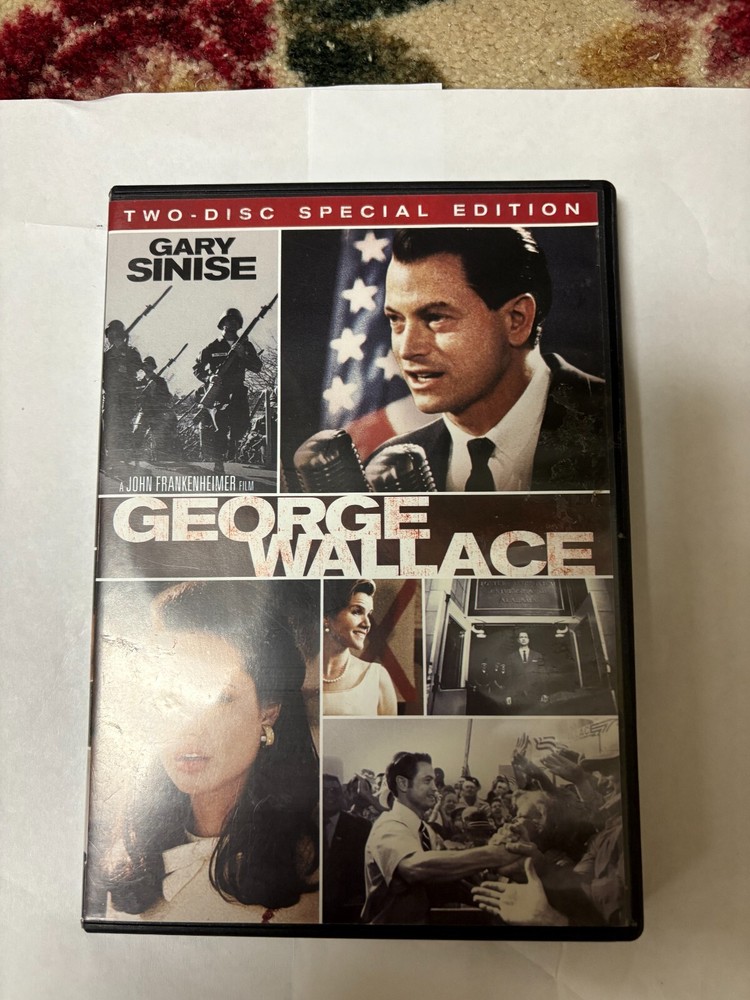 TWO-DISC SPECIAL EDITION
GARY
SINISE
A JOHN FRANKENHEIMER FILM
GEORGE
WALLACE